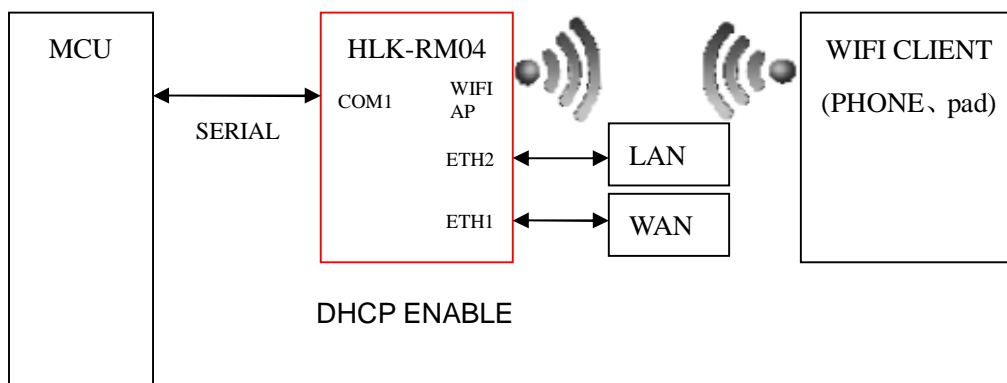 MCU
HLK-RM04
WIFI CLIENT
(PHONE、pad)
COM1
WIFI
AP
SERIAL
ETH2
LAN
ETH1
WAN
DHCP ENABLE